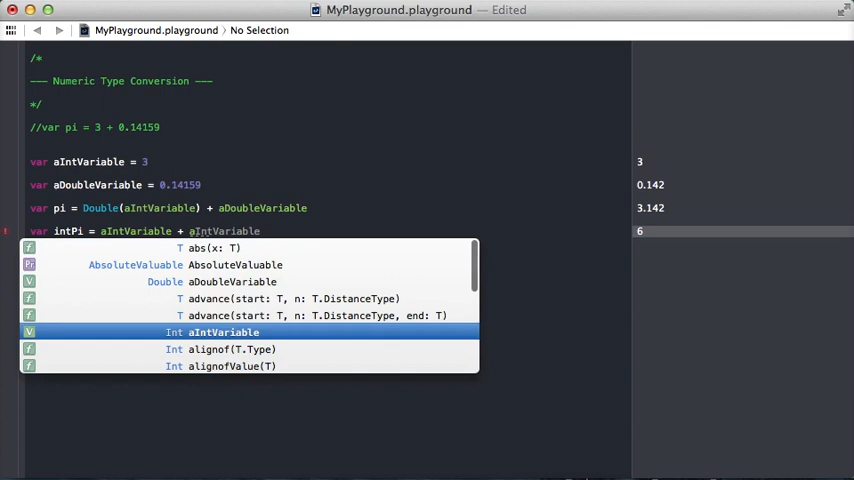 MyPlayground.playground — Edited
MyPlayground.playground > No Selection
/*
--- Numeric Type Conversion ---
*/
//var pi = 3 + 0.14159
var aIntVariable = 3
3
var aDoubleVariable = 0.14159
0.142
var pi = Double(aIntVariable) + aDoubleVariable
3.142
var intPi = aIntVariable + aIntVariable
6
f T abs(x: T)
Pr AbsoluteValuable AbsoluteValuable
V Double aDoubleVariable
f T advance(start: T, n: T.DistanceType)
f T advance(start: T, n: T.DistanceType, end: T)
V Int aIntVariable
f Int alignof(T.Type)
f Int alignofValue(T)